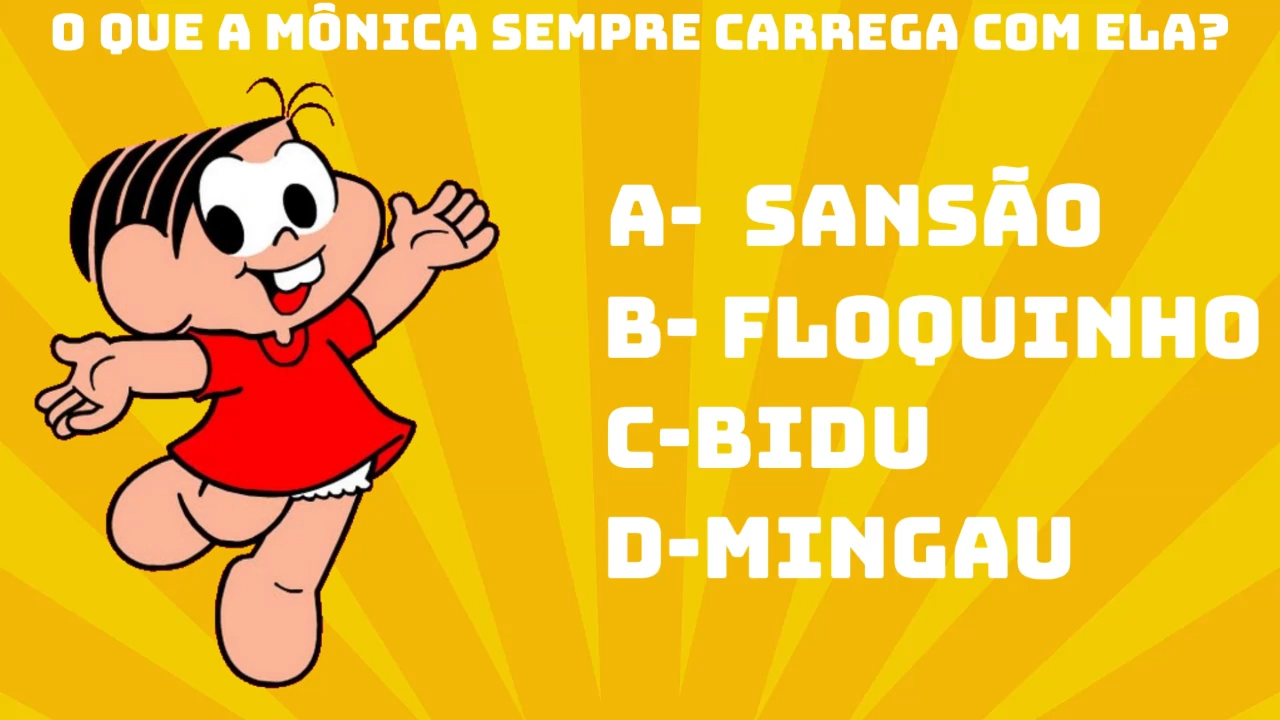 O QUE A MÔNICA SEMPRE CARREGA COM ELA?
A- SANSÃO
B- FLOQUINHO
C-BIDU
D-MINGAU